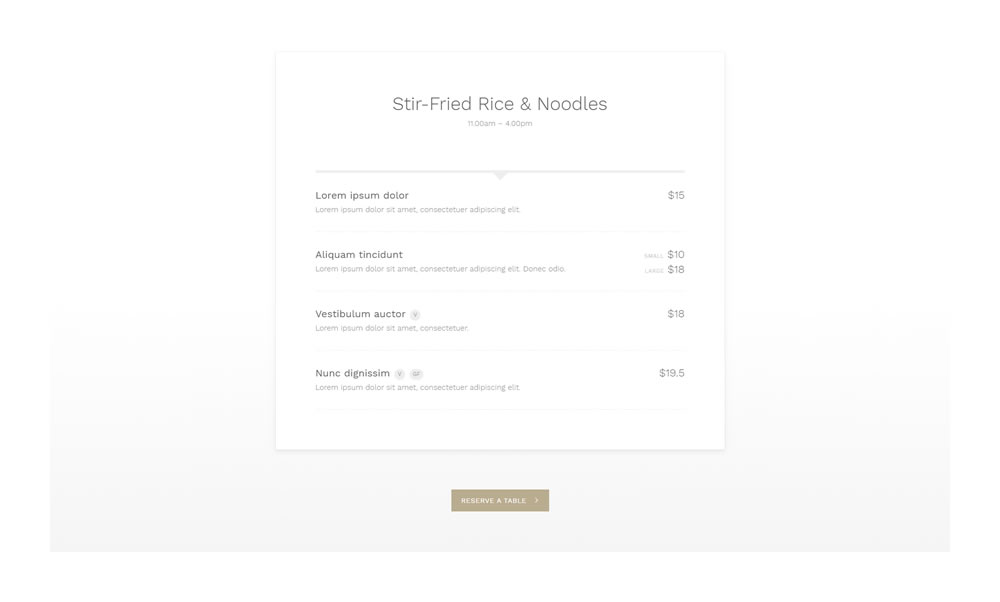 Stir-Fried Rice & Noodles
11.00am – 4.00pm
Lorem ipsum dolor $15
Lorem ipsum dolor sit amet, consectetuer adipiscing elit.
Aliquam tincidunt SMALL $10
Lorem ipsum dolor sit amet, consectetuer adipiscing elit. Donec odio. LARGE $18
Vestibulum auctor V $18
Lorem ipsum dolor sit amet, consectetuer.
Nunc dignissim V GF $19.5
Lorem ipsum dolor sit amet, consectetuer adipiscing elit.
RESERVE A TABLE >